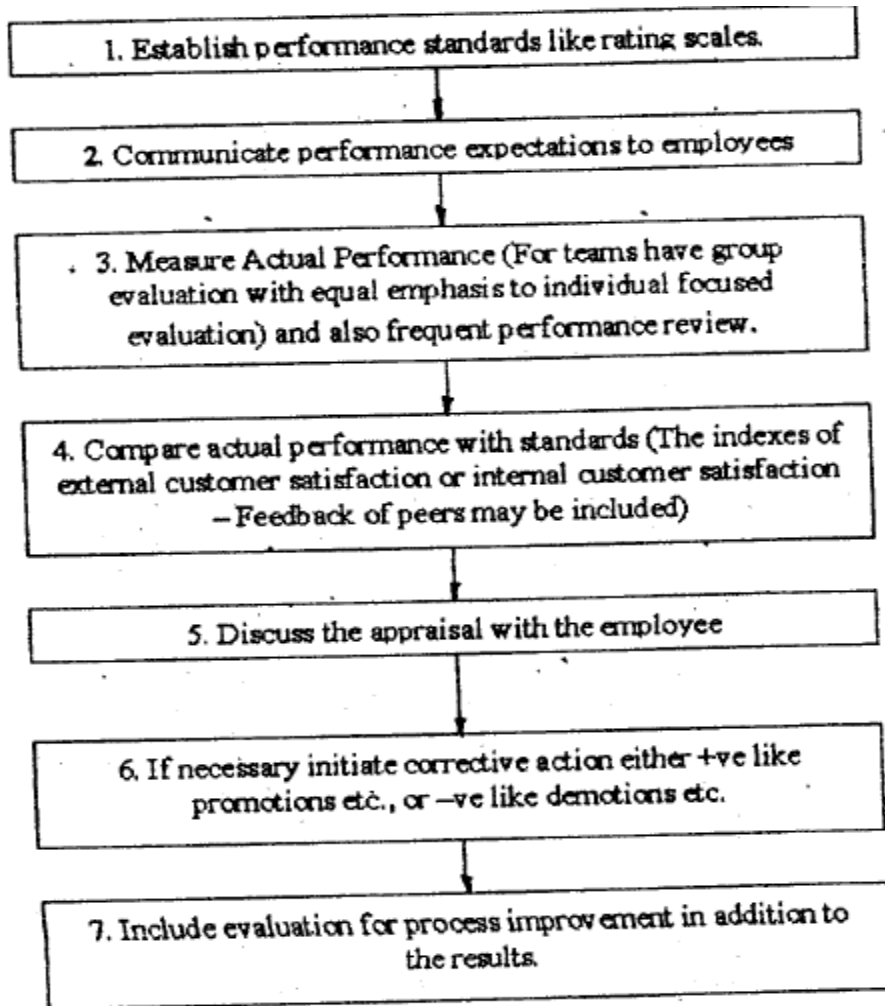 1. Establish performance standards like rating scales.
2. Communicate performance expectations to employees
3. Measure Actual Performance (For teams have group
evaluation with equal emphasis to individual focused
evaluation) and also frequent performance review.
4. Compare actual performance with standards (The indexes of
external customer satisfaction or internal customer satisfaction
– Feedback of peers may be included)
5. Discuss the appraisal with the employee
6. If necessary initiate corrective action either +ve like
promotions etc., or –ve like demotions etc.
7. Include evaluation for process improvement in addition to
the results.